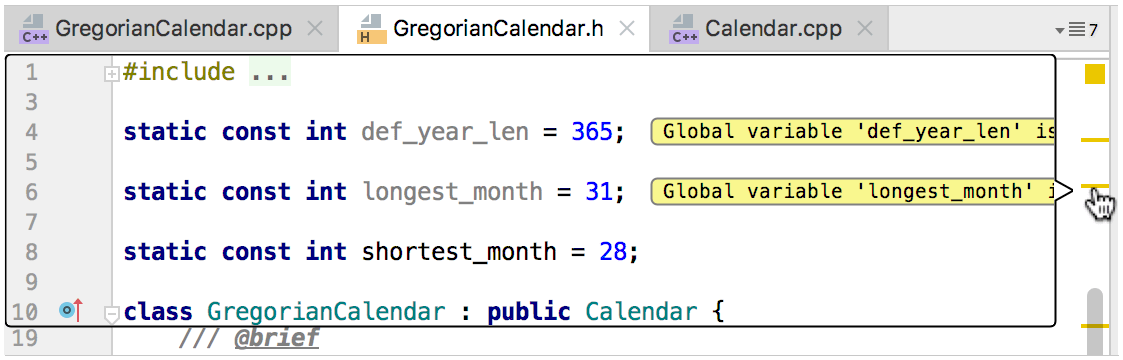 C++ GregorianCalendar.cpp H GregorianCalendar.h C++ Calendar.cpp 7
1 #include ...
3
4 static const int def_year_len = 365; Global variable 'def_year_len' is
5
6 static const int longest_month = 31; Global variable 'longest_month' i
7
8 static const int shortest_month = 28;
9
10 class GregorianCalendar : public Calendar {
19 /// @brief